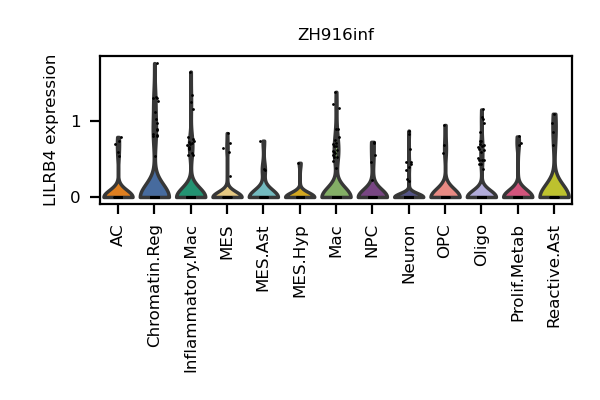 ZH916inf
LILRB4 expression
1
0
AC
Chromatin.Reg
Inflammatory.Mac
MES
MES.Ast
MES.Hyp
Mac
NPC
Neuron
OPC
Oligo
Prolif.Metab
Reactive.Ast